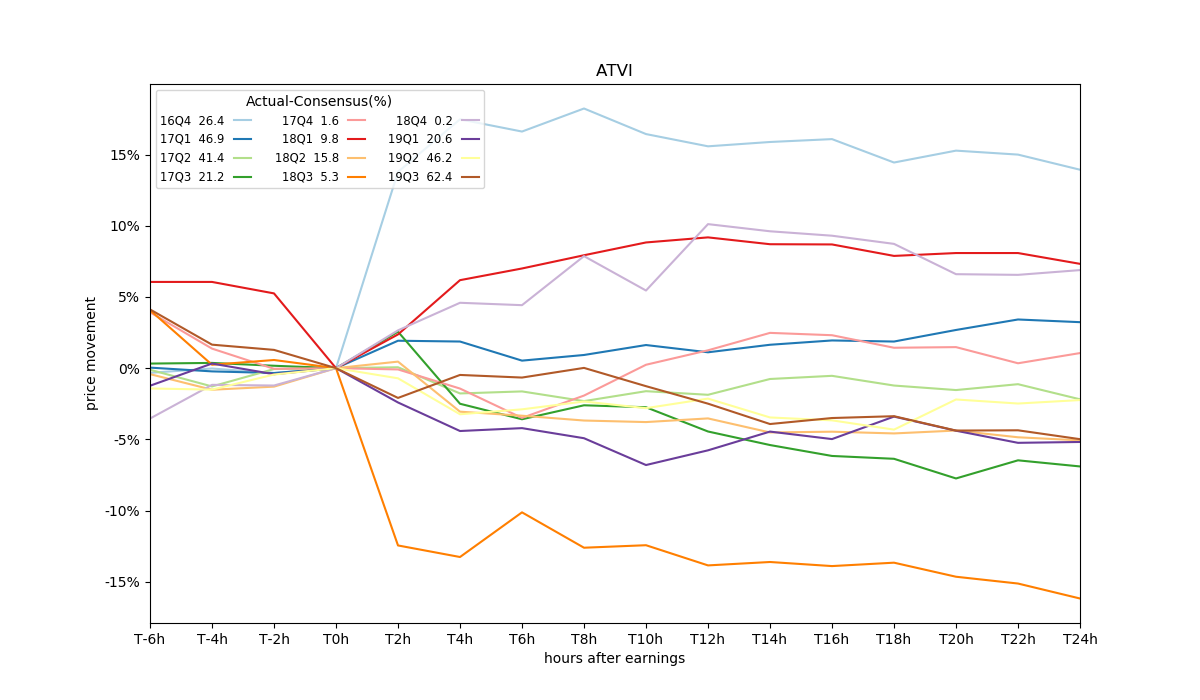 ATVI
Actual-Consensus(%)
16Q4 26.4 17Q4 1.6 18Q4 0.2
17Q1 46.9 18Q1 9.8 19Q1 20.6
17Q2 41.4 18Q2 15.8 19Q2 46.2
17Q3 21.2 18Q3 5.3 19Q3 62.4
15%
10%
5%
0%
-5%
-10%
-15%
price movement
T-6h T-4h T-2h T0h T2h T4h T6h T8h T10h T12h T14h T16h T18h T20h T22h T24h
hours after earnings